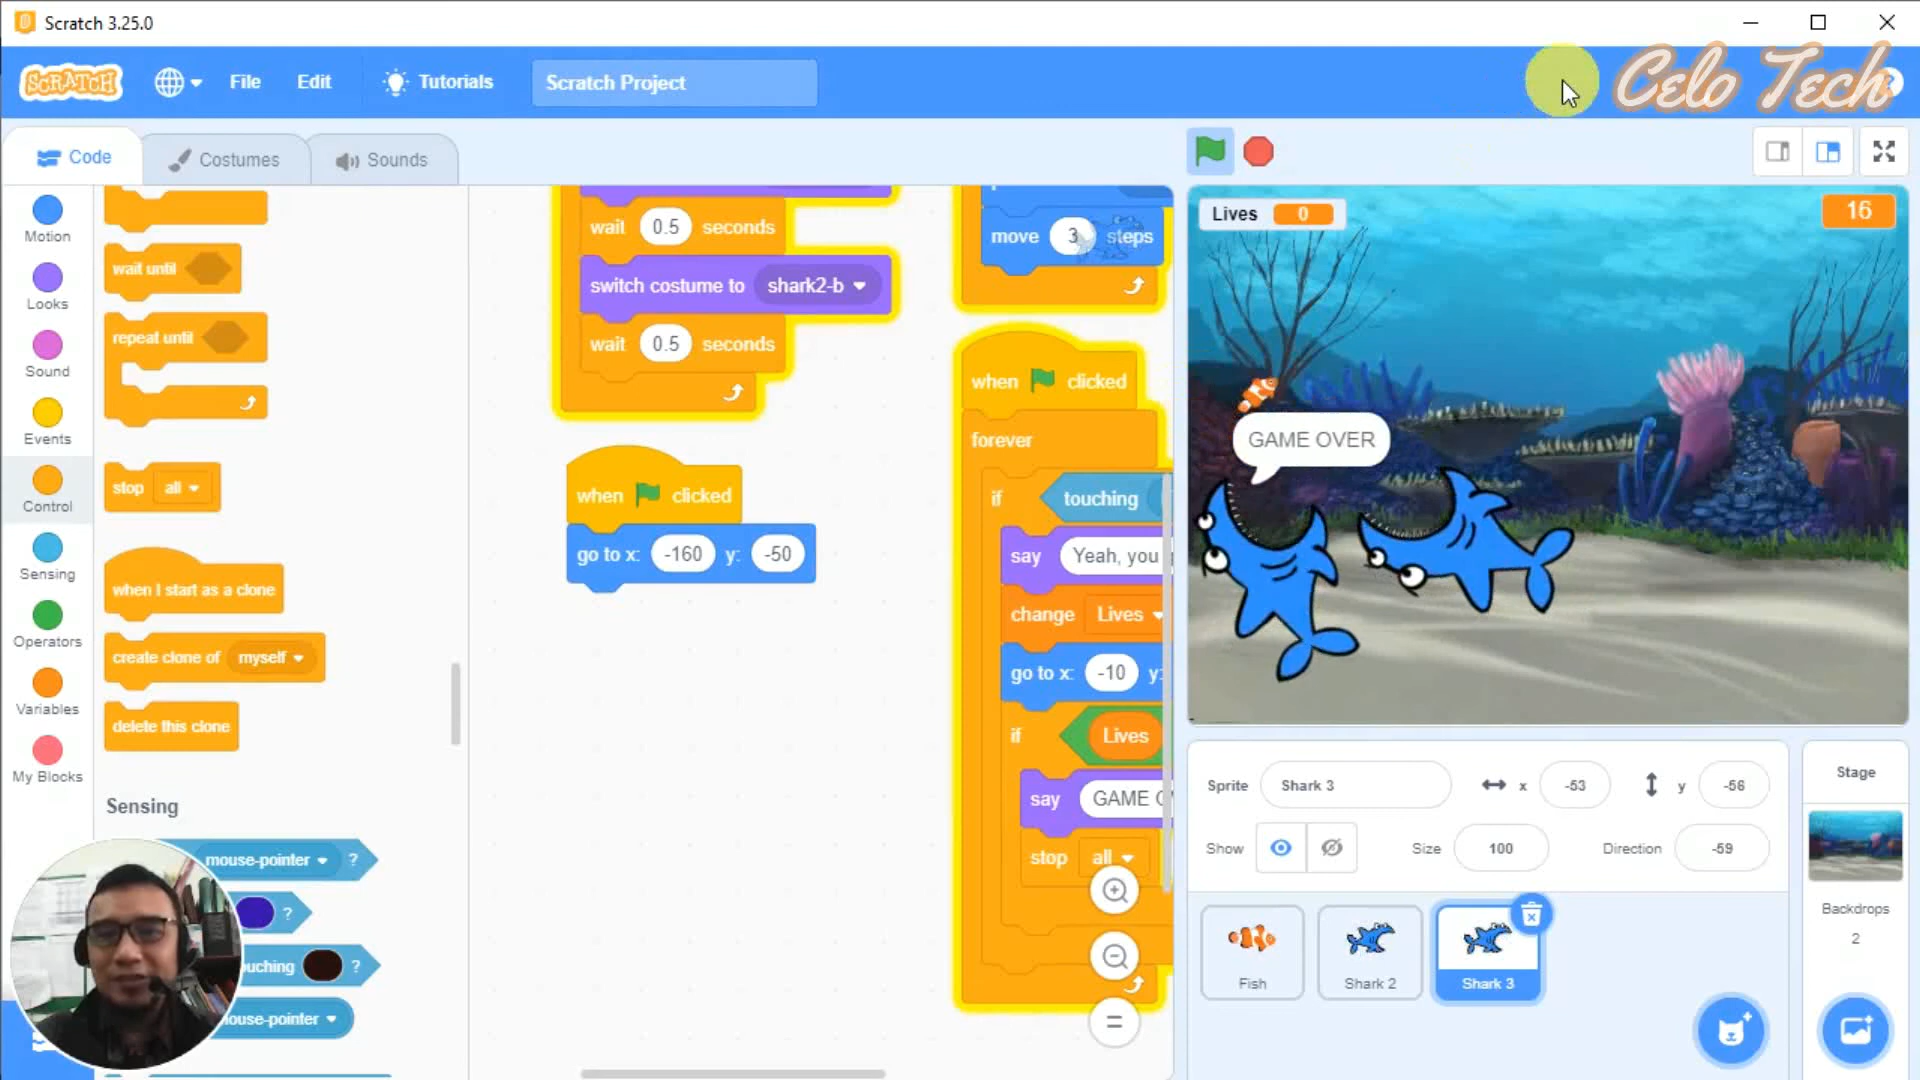 Scratch 3.25.0
SCRATCH
File
Edit
Tutorials
Scratch Project
Celo Tech
Code
Costumes
Sounds
Motion
Looks
Sound
Events
Control
Sensing
Operators
Variables
My Blocks
wait until
repeat until
stop all
when I start as a clone
create clone of myself
delete this clone
Sensing
mouse-pointer ?
?
ouching ?
ouse-pointer
wait 0.5 seconds
switch costume to shark2-b
wait 0.5 seconds
when clicked
go to x: -160 y: -50
move 3 steps
when clicked
forever
if touching
say Yeah, you
change Lives
go to x: -10 y:
if Lives
say GAME O
stop all
Lives 0
16
GAME OVER
Sprite Shark 3 x -53 y -56
Show Size 100 Direction -59
Fish
Shark 2
Shark 3
Stage
Backdrops
2